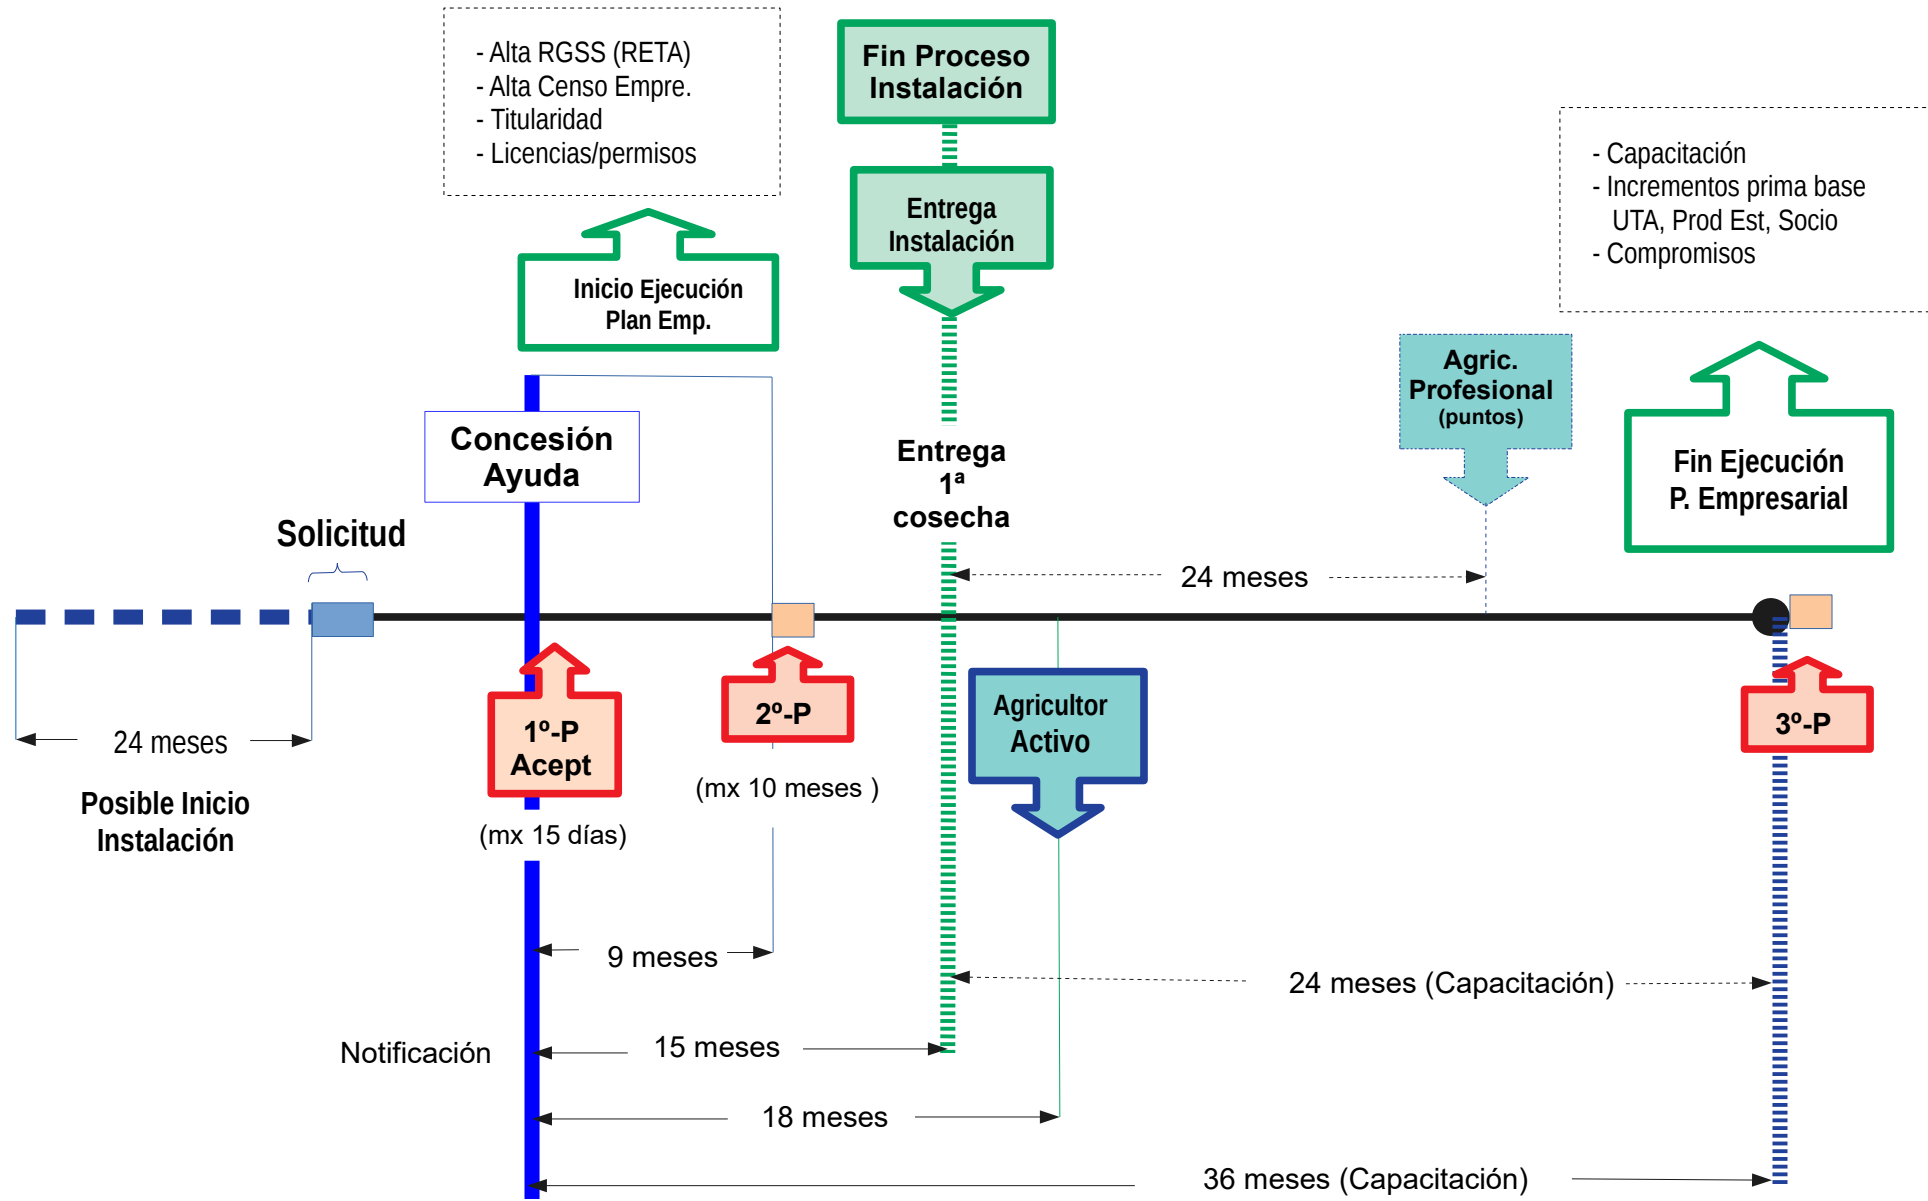 - Alta RGSS (RETA)
- Alta Censo Empre.
- Titularidad
- Licencias/permisos
Fin Proceso
Instalación
Entrega
Instalación
- Capacitación
- Incrementos prima base
UTA, Prod Est, Socio
- Compromisos
Inicio Ejecución
Plan Emp.
Agric.
Profesional
(puntos)
Concesión
Ayuda
Entrega
1ª
cosecha
Fin Ejecución
P. Empresarial
Solicitud
24 meses
24 meses
Posible Inicio
Instalación
1º-P
Acept
(mx 15 días)
2º-P
(mx 10 meses )
Agricultor
Activo
3º-P
9 meses
24 meses (Capacitación)
Notificación
15 meses
18 meses
36 meses (Capacitación)